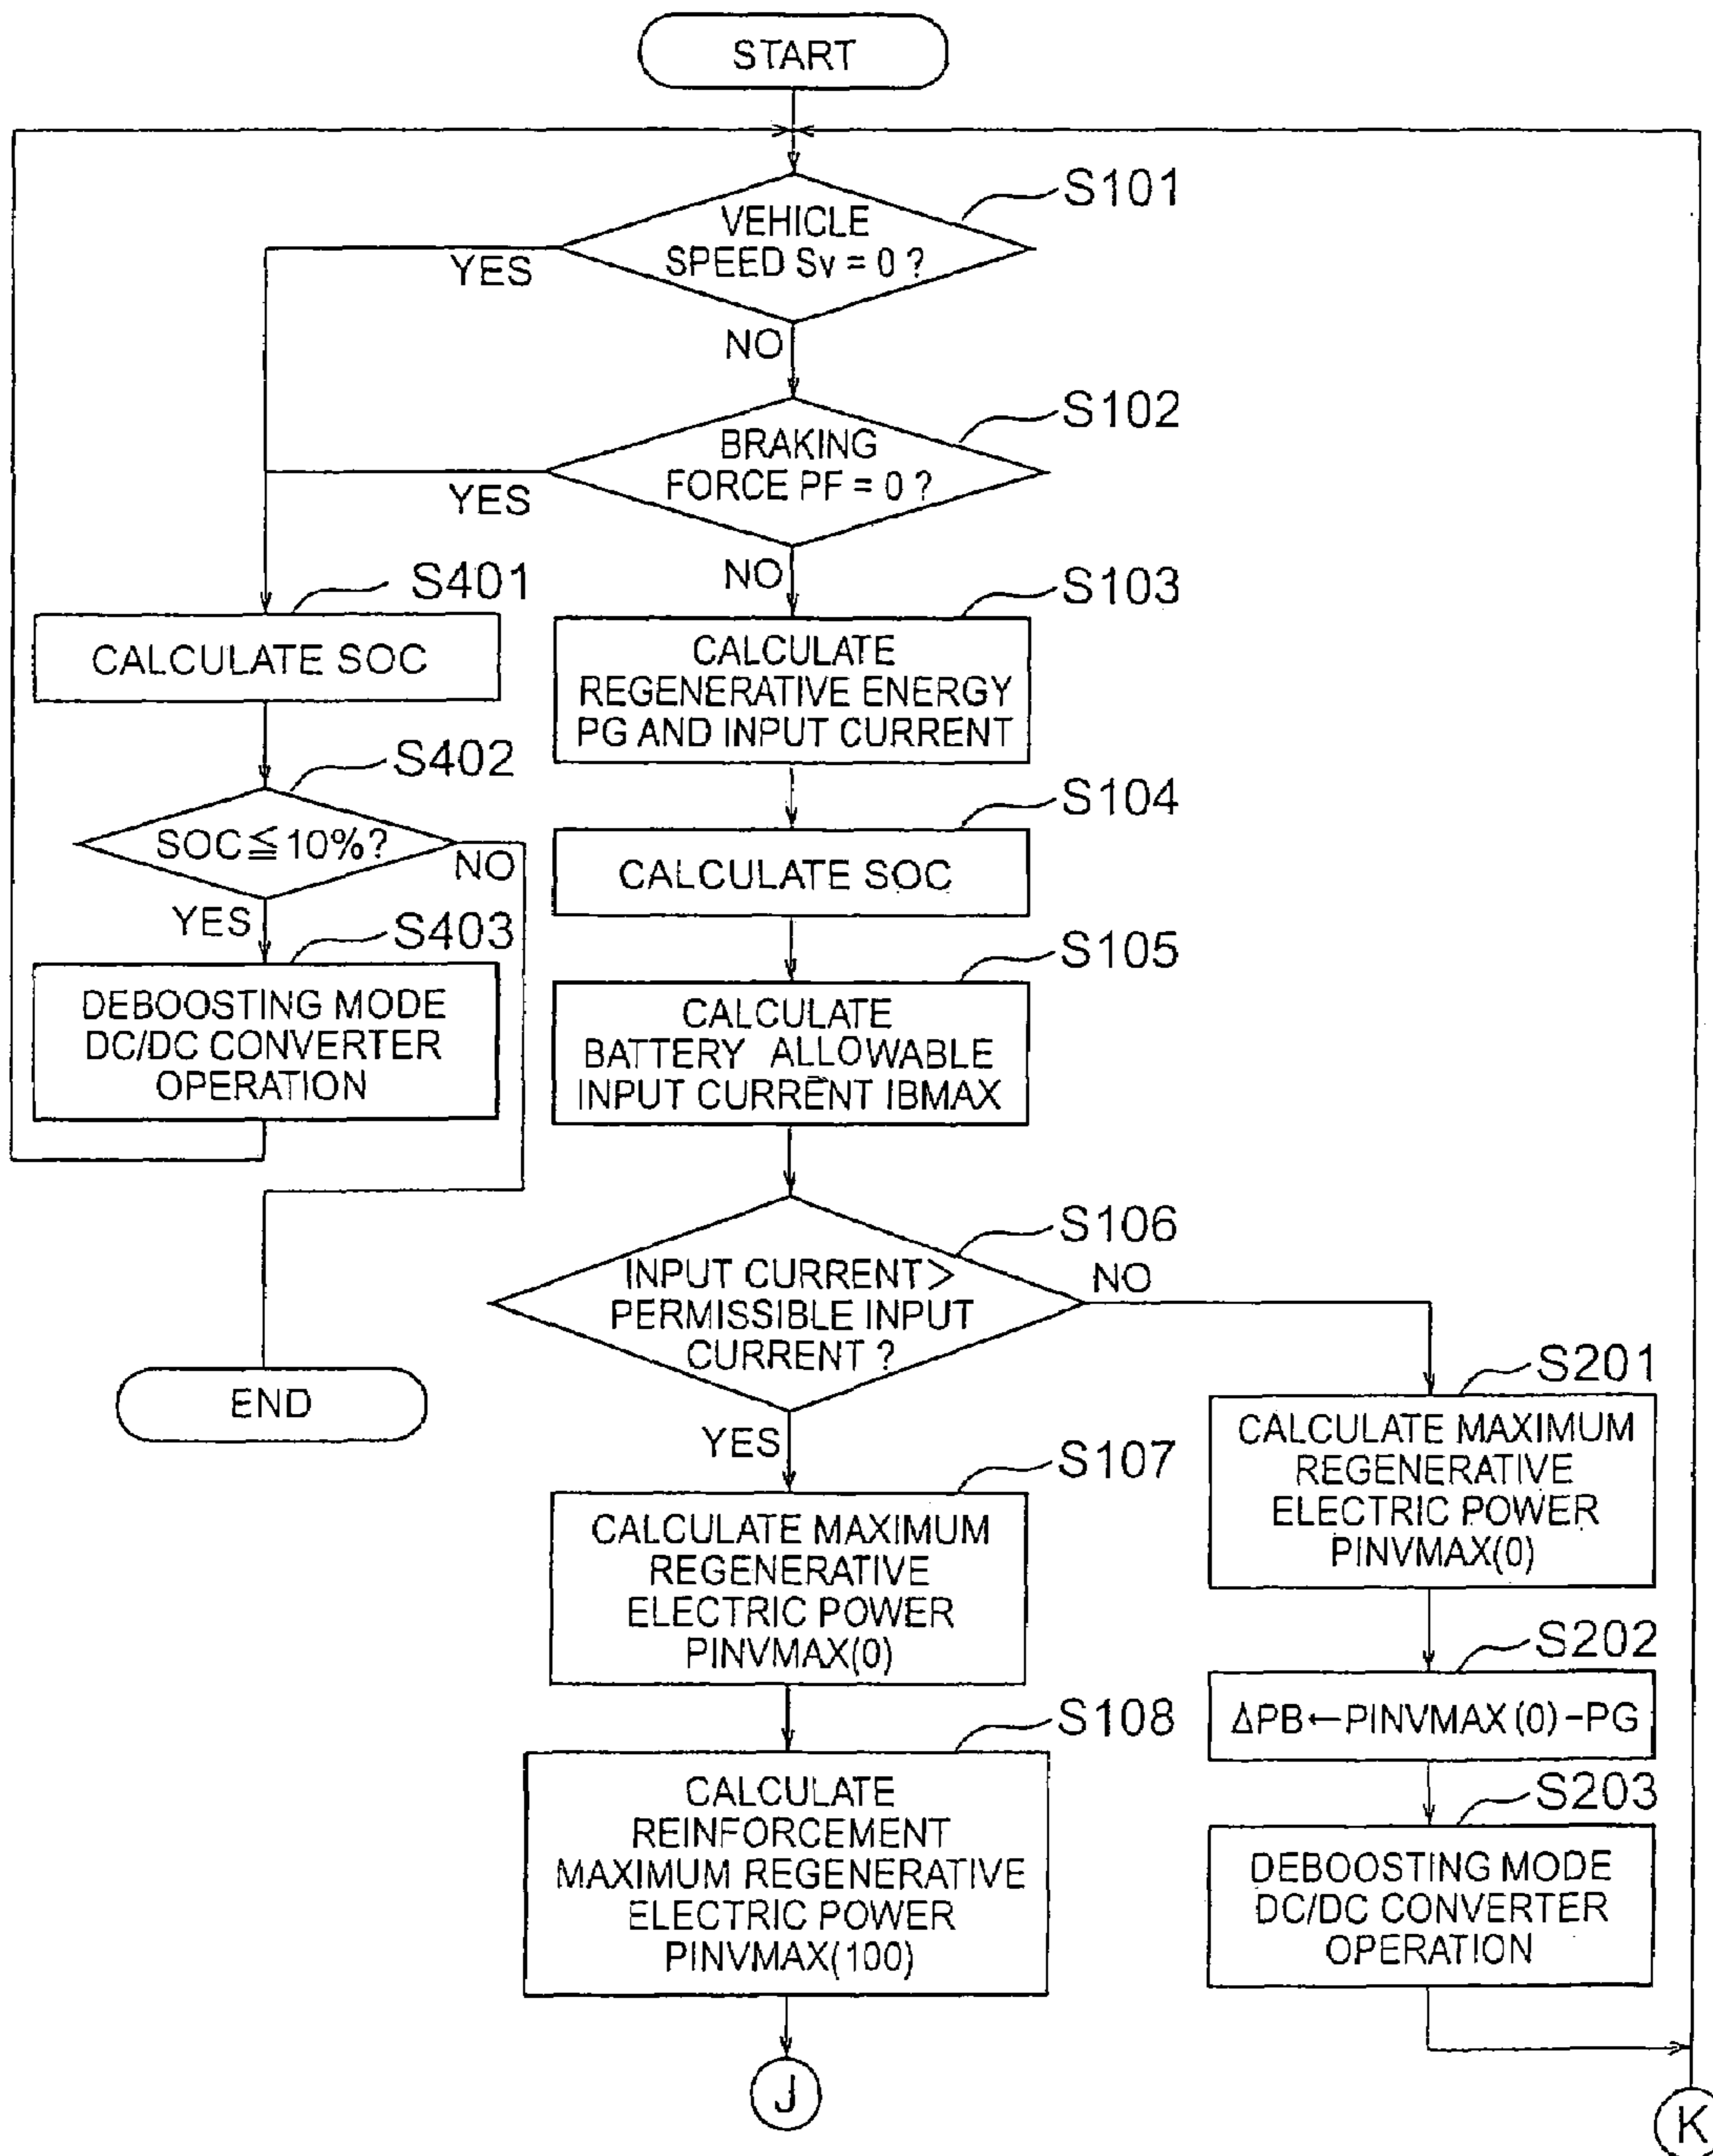 START
S101
VEHICLE
SPEED Sv = 0 ?
YES
NO
S102
BRAKING
FORCE PF = 0 ?
YES
NO
S401
CALCULATE SOC
S402
SOC≦10%?
NO
YES
S403
DEBOOSTING MODE
DC/DC CONVERTER
OPERATION
END
S103
CALCULATE
REGENERATIVE ENERGY
PG AND INPUT CURRENT
S104
CALCULATE SOC
S105
CALCULATE
BATTERY ALLOWABLE
INPUT CURRENT IBMAX
S106
INPUT CURRENT>
PERMISSIBLE INPUT
CURRENT ?
NO
YES
S107
CALCULATE MAXIMUM
REGENERATIVE
ELECTRIC POWER
PINVMAX(0)
S108
CALCULATE
REINFORCEMENT
MAXIMUM REGENERATIVE
ELECTRIC POWER
PINVMAX(100)
J
S201
CALCULATE MAXIMUM
REGENERATIVE
ELECTRIC POWER
PINVMAX(0)
S202
ΔPB←PINVMAX(0)-PG
S203
DEBOOSTING MODE
DC/DC CONVERTER
OPERATION
K